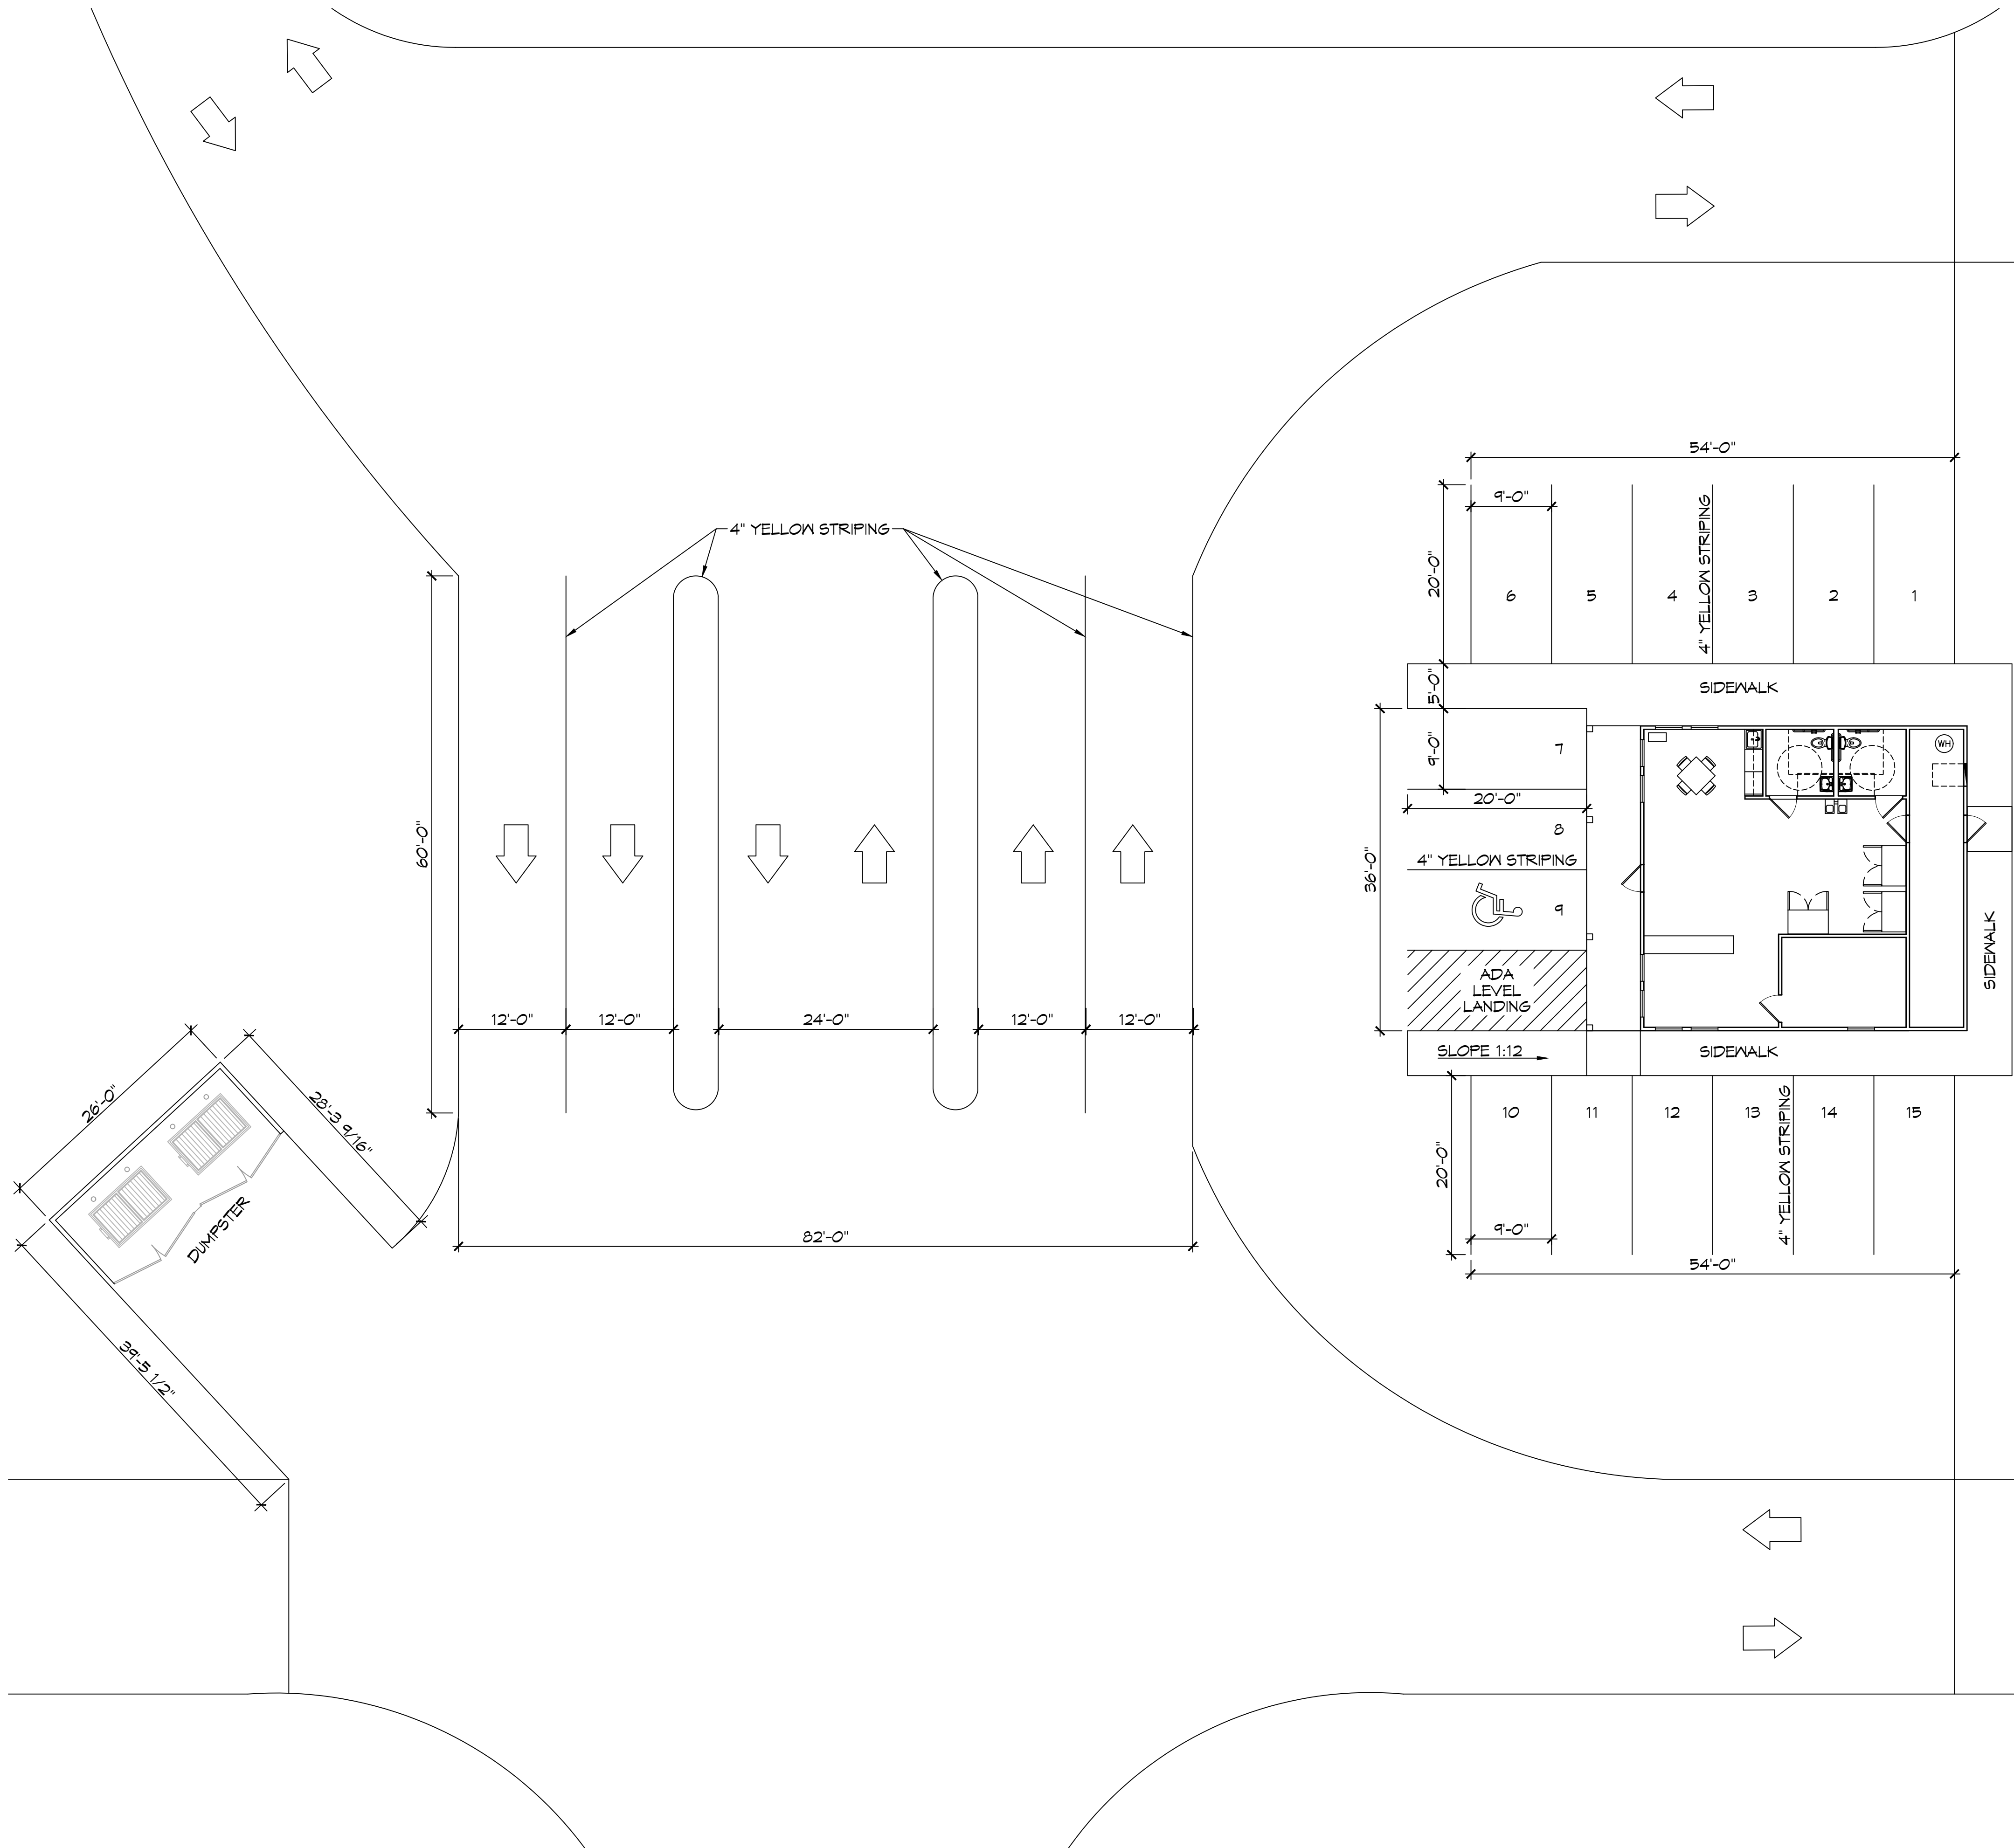 54'-0"
9'-0"
20'-0"
4" YELLOW STRIPING
4" YELLOW STRIPING
6
5
4
3
2
1
5'-0"
SIDEWALK
9'-0"
7
WH
20'-0"
8
60'-0"
36'-0"
4" YELLOW STRIPING
9
SIDEWALK
ADA
LEVEL
LANDING
12'-0"
12'-0"
24'-0"
12'-0"
12'-0"
SLOPE 1:12
SIDEWALK
26'-0"
28'-3 9/16"
10
11
12
13
14
15
4" YELLOW STRIPING
20'-0"
DUMPSTER
9'-0"
82'-0"
54'-0"
39'-5 1/2"